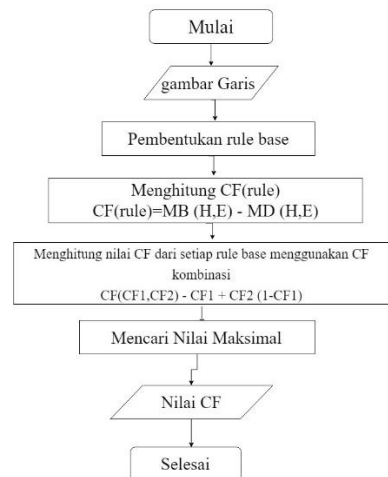 Mulai
gambar Garis
Pembentukan rule base
Menghitung CF(rule)
CF(rule)=MB (H,E) - MD (H,E)
Menghitung nilai CF dari setiap rule base menggunakan CF
kombinasi
CF(CF1,CF2) - CF1 + CF2 (1-CF1)
Mencari Nilai Maksimal
Nilai CF
Selesai